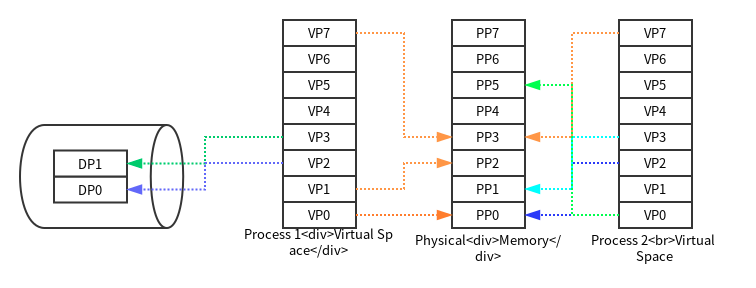 VP7
VP6
VP5
VP4
VP3
VP2
VP1
VP0
Process 1<div>Virtual Sp
ace</div>
DP1
DP0
PP7
PP6
PP5
PP4
PP3
PP2
PP1
PP0
Physical<div>Memory</
div>
VP7
VP6
VP5
VP4
VP3
VP2
VP1
VP0
Process 2<br>Virtual
Space